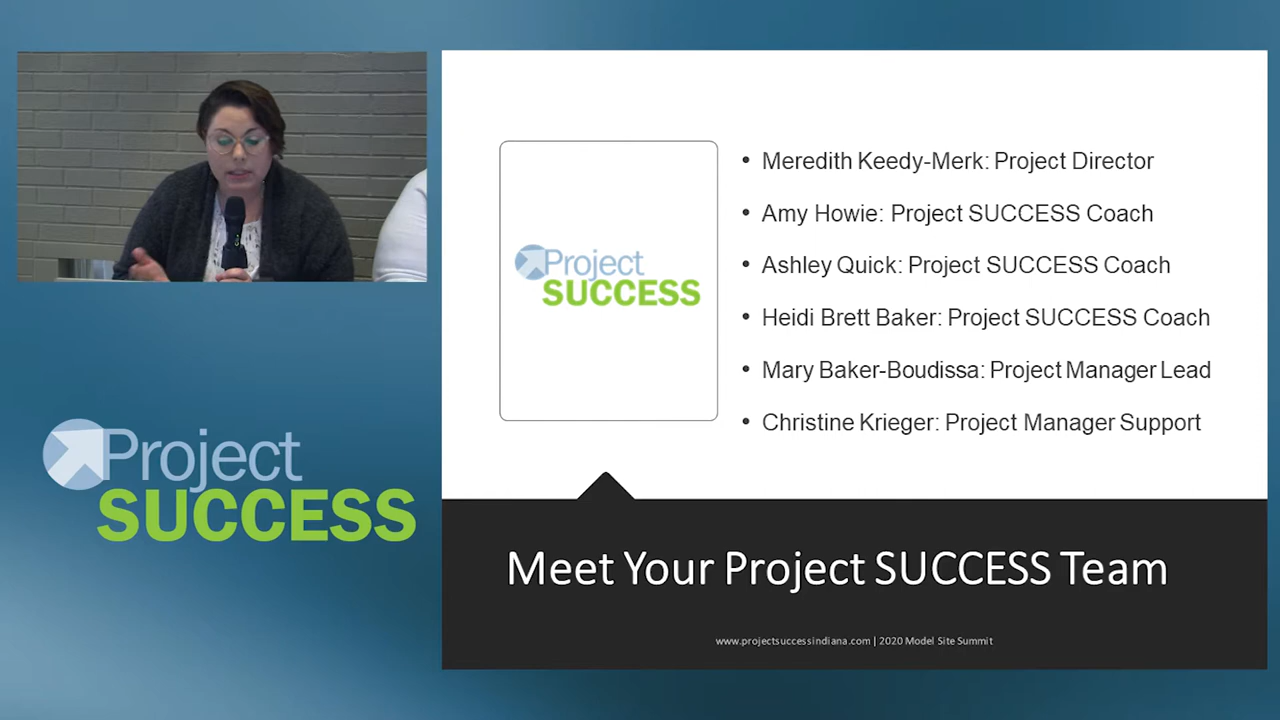 Project
SUCCESS
Project
SUCCESS
• Meredith Keedy-Merk: Project Director
• Amy Howie: Project SUCCESS Coach
• Ashley Quick: Project SUCCESS Coach
• Heidi Brett Baker: Project SUCCESS Coach
• Mary Baker-Boudissa: Project Manager Lead
• Christine Krieger: Project Manager Support
Meet Your Project SUCCESS Team
www.projectsuccessindiana.com | 2020 Model Site Summit